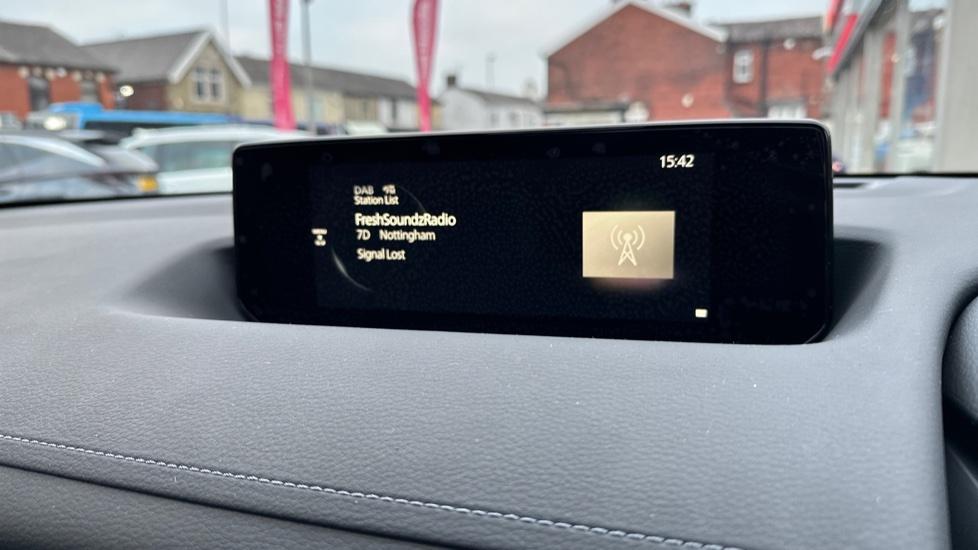 15:42
DAB
Station List
FreshSoundzRadio
7D Nottingham
Signal Lost